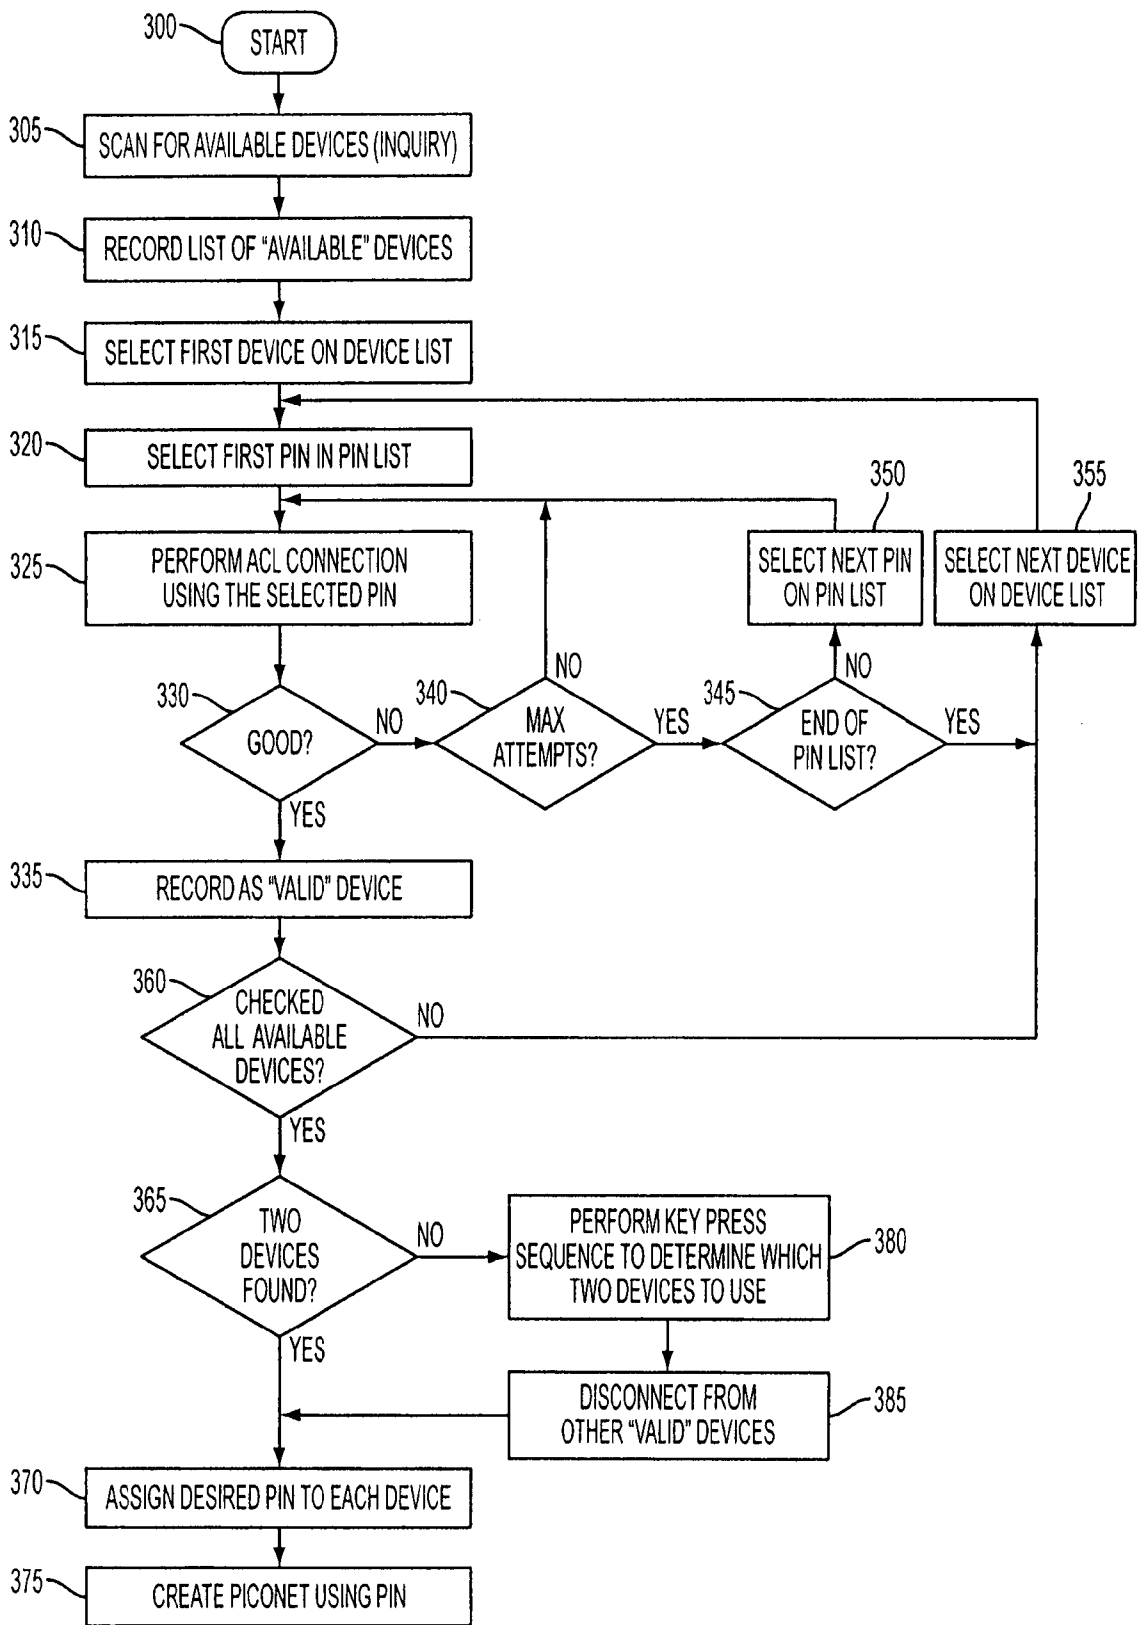 300
START
305
SCAN FOR AVAILABLE DEVICES (INQUIRY)
310
RECORD LIST OF "AVAILABLE" DEVICES
315
SELECT FIRST DEVICE ON DEVICE LIST
320
SELECT FIRST PIN IN PIN LIST
350
355
325
PERFORM ACL CONNECTION
USING THE SELECTED PIN
SELECT NEXT PIN
ON PIN LIST
SELECT NEXT DEVICE
ON DEVICE LIST
330
GOOD?
NO
YES
340
MAX
ATTEMPTS?
NO
YES
345
END OF
PIN LIST?
NO
YES
335
RECORD AS "VALID" DEVICE
360
CHECKED
ALL AVAILABLE
DEVICES?
NO
YES
365
TWO
DEVICES
FOUND?
NO
YES
PERFORM KEY PRESS
SEQUENCE TO DETERMINE WHICH
TWO DEVICES TO USE
380
DISCONNECT FROM
OTHER "VALID" DEVICES
385
370
ASSIGN DESIRED PIN TO EACH DEVICE
375
CREATE PICONET USING PIN